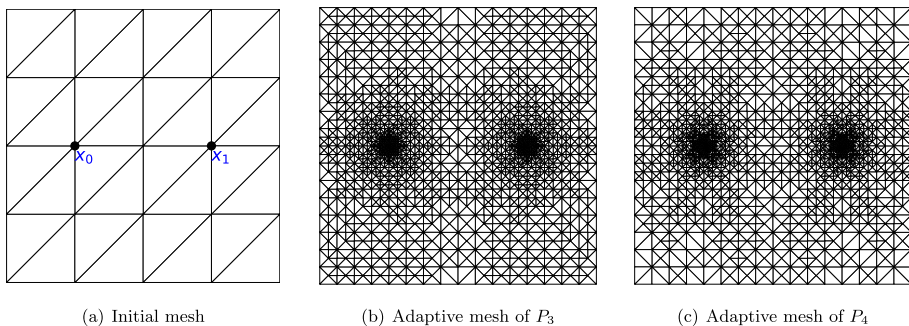 x₀
x₁
(a) Initial mesh
(b) Adaptive mesh of P₃
(c) Adaptive mesh of P₄